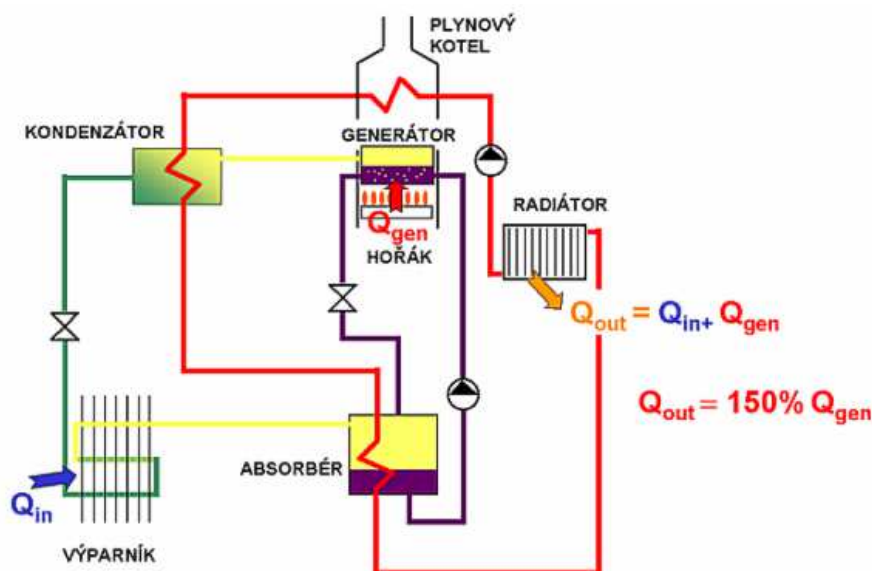 PLYNOVÝ
KOTEL
KONDENZÁTOR
GENERÁTOR
Qgen
HOŘÁK
RADIÁTOR
Qout = Qin+ Qgen
Qout = 150% Qgen
ABSORBÉR
Qin
VÝPARNÍK